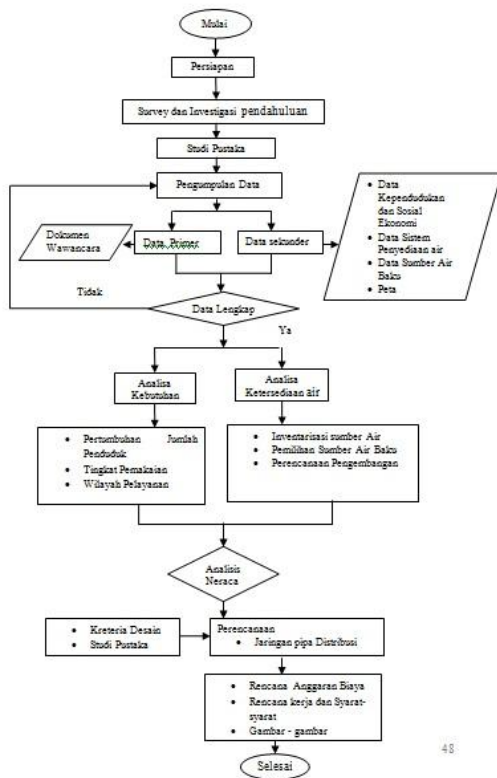 Mulai
Persiapan
Survey dan Investigasi pendahuluan
Studi Pustaka
Pengumpulan Data
Dokumen
Wawancara
Data Primer
Data sekunder
• Data
Kependudukan
dan Sosial
Ekonomi
• Data Sistem
Penyediaan air
• Data Sumber Air
Baku
• Peta
Tidak
Data Lengkap
Ya
Analisa
Kebutuhan
Analisa
Ketersediaan air
• Pertumbuhan Jumlah
Penduduk
• Tingkat Pemakaian
• Wilayah Pelayanan
• Inventarisasi sumber Air
• Pemilihan Sumber Air Baku
• Perencanaan Pengembangan
Analisis
Neraca
• Kreteria Desain
• Studi Pustaka
Perencanaan
• Jaringan pipa Distribusi
• Rencana Anggaran Biaya
• Rencana kerja dan Syarat-
syarat
• Gambar - gambar
Selesai
48